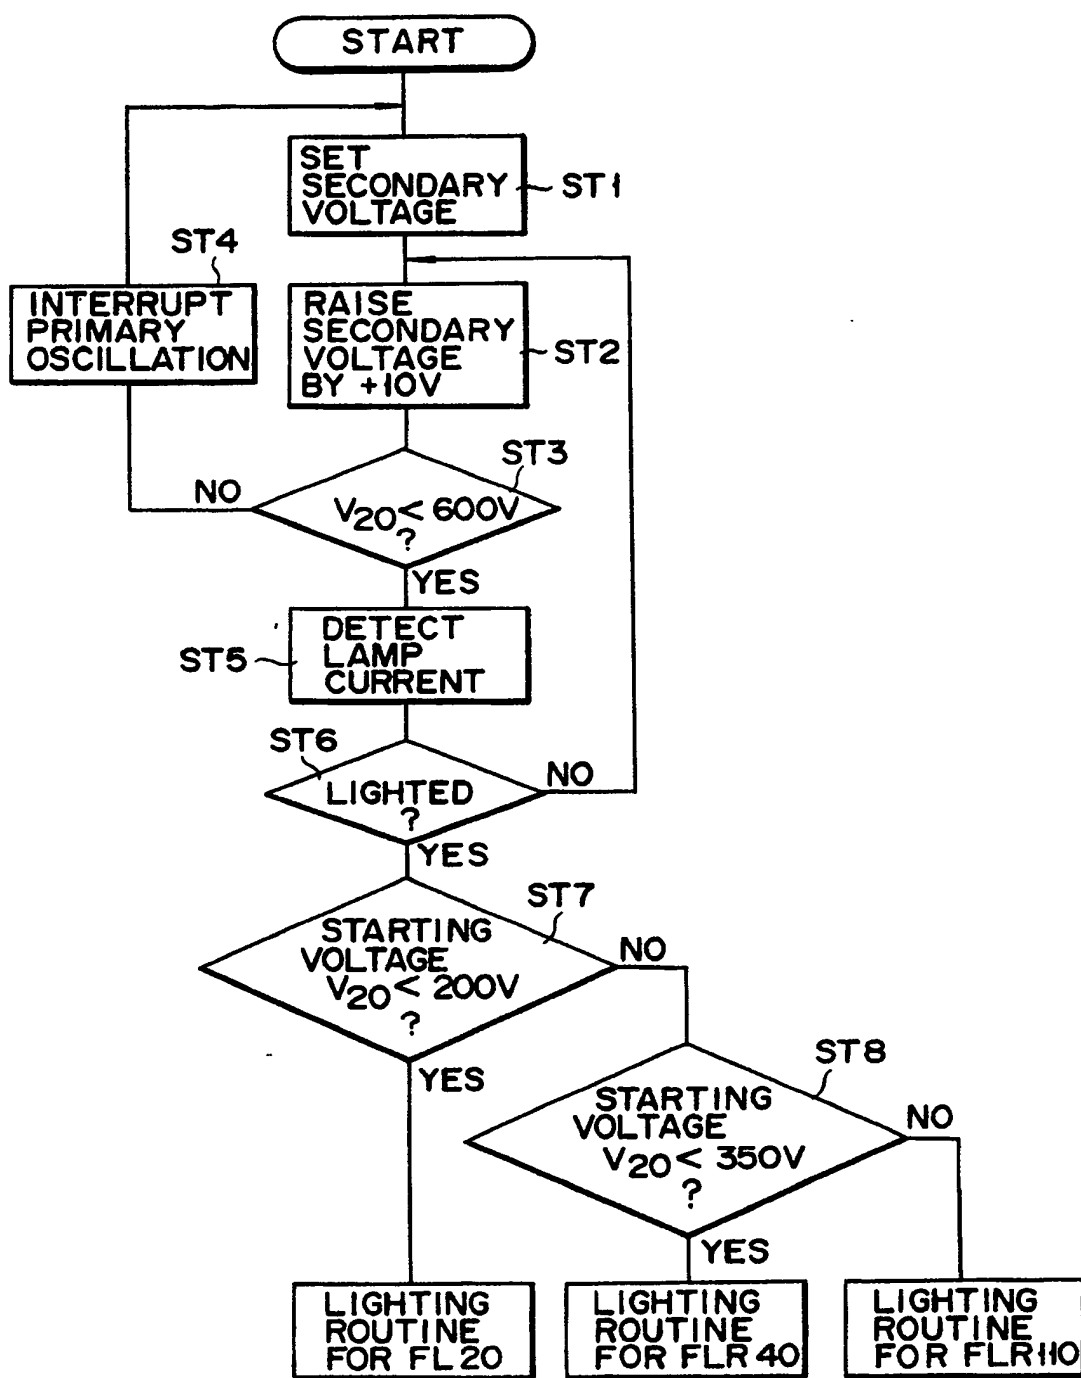 START
SET
SECONDARY
VOLTAGE
ST1
ST4
INTERRUPT
PRIMARY
OSCILLATION
RAISE
SECONDARY
VOLTAGE
BY +10V
ST2
ST3
NO
V20 < 600V
?
YES
DETECT
LAMP
CURRENT
ST5
ST6
LIGHTED
?
NO
YES
ST7
STARTING
VOLTAGE
V20 < 200V
?
NO
YES
ST8
STARTING
VOLTAGE
V20 < 350V
?
NO
YES
LIGHTING
ROUTINE
FOR FL20
LIGHTING
ROUTINE
FOR FLR40
LIGHTING
ROUTINE
FOR FLR110